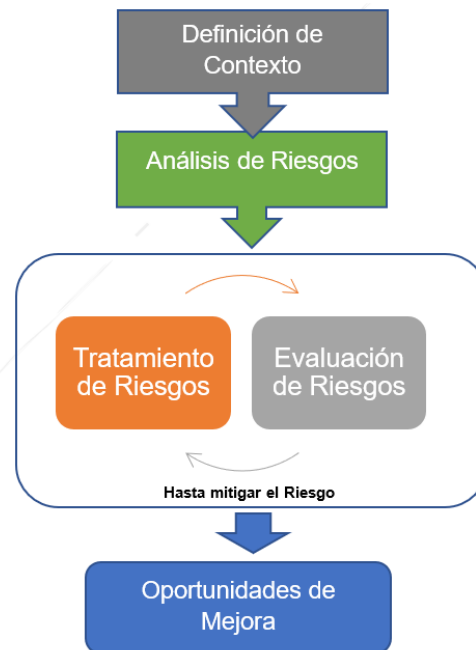 Definición de
Contexto
Análisis de Riesgos
Tratamiento
de Riesgos
Evaluación
de Riesgos
Hasta mitigar el Riesgo
Oportunidades de
Mejora